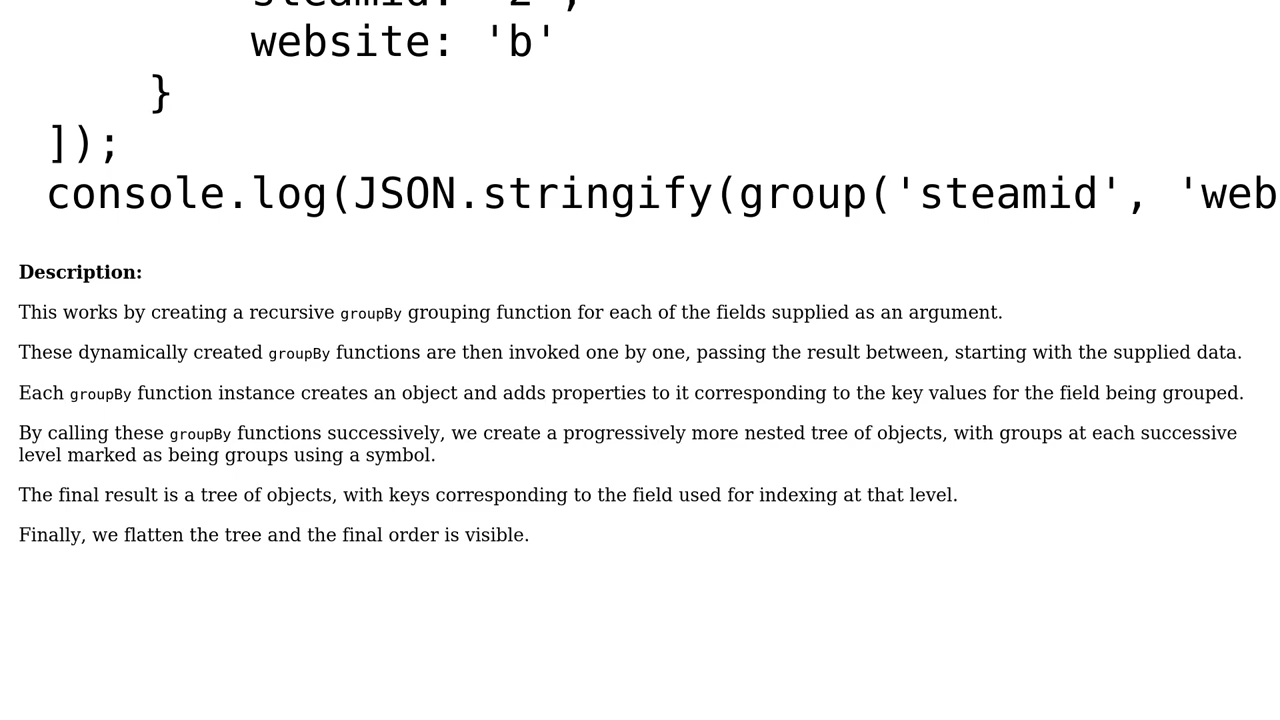 steamid: '2',
website: 'b'
}
]);
console.log(JSON.stringify(group('steamid', 'web
Description:
This works by creating a recursive groupBy grouping function for each of the fields supplied as an argument.
These dynamically created groupBy functions are then invoked one by one, passing the result between, starting with the supplied data.
Each groupBy function instance creates an object and adds properties to it corresponding to the key values for the field being grouped.
By calling these groupBy functions successively, we create a progressively more nested tree of objects, with groups at each successive
level marked as being groups using a symbol.
The final result is a tree of objects, with keys corresponding to the field used for indexing at that level.
Finally, we flatten the tree and the final order is visible.